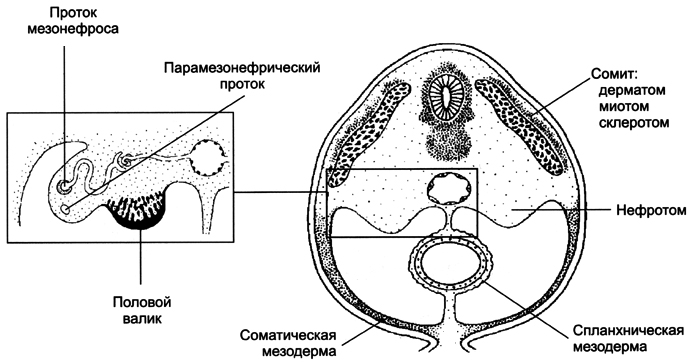 Проток
мезонефроса
Парамезонефрический
проток
Половой
валик
Сомит:
дерматом
миотом
склеротом
Нефротом
Соматическая
мезодерма
Спланхническая
мезодерма